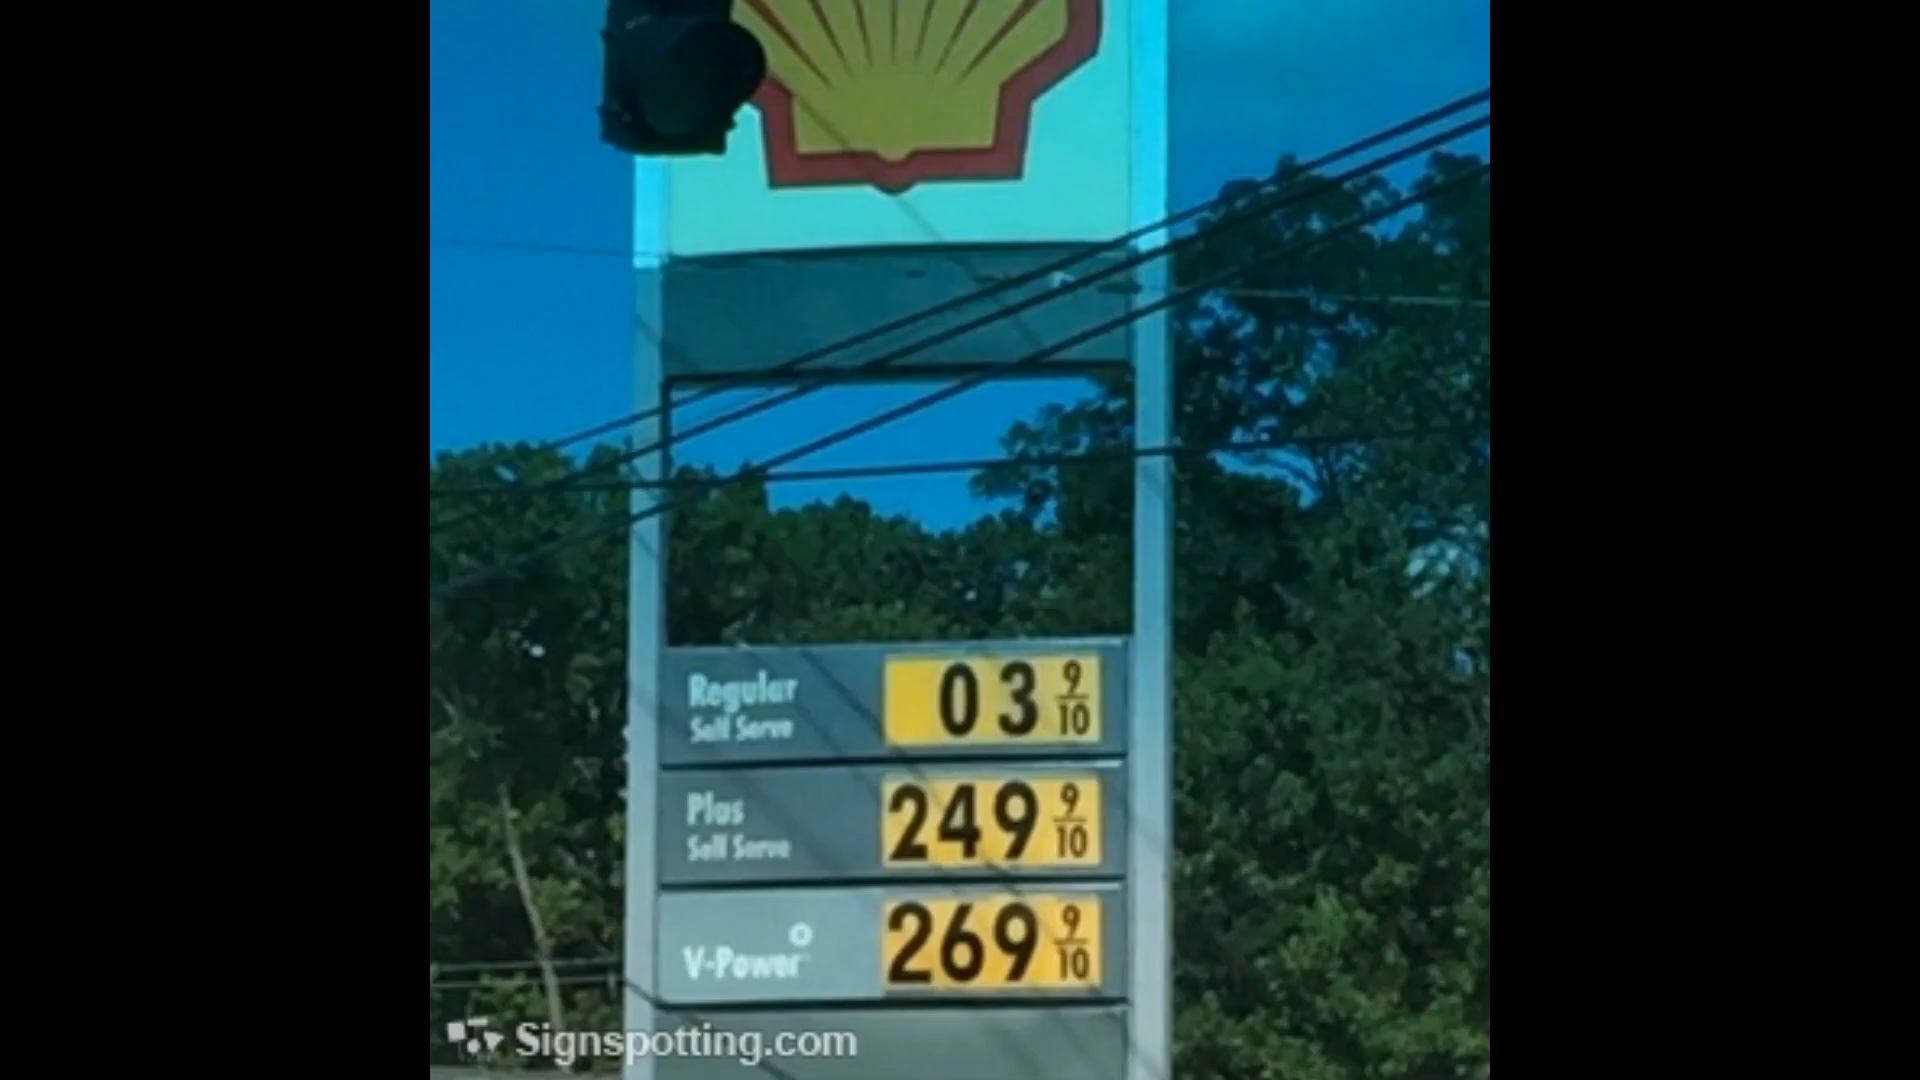 Regular 03 9/10
Self Serve
Plus 249 9/10
Self Serve
V-Power 269 9/10
Signspotting.com